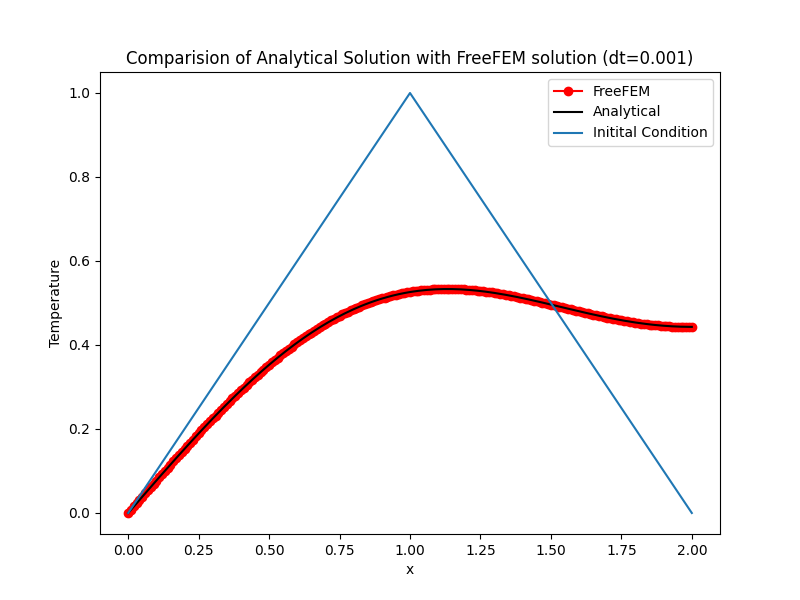 Comparision of Analytical Solution with FreeFEM solution (dt=0.001)
FreeFEM
Analytical
Initital Condition
1.0
0.8
0.6
0.4
0.2
0.0
Temperature
0.00 0.25 0.50 0.75 1.00 1.25 1.50 1.75 2.00
x